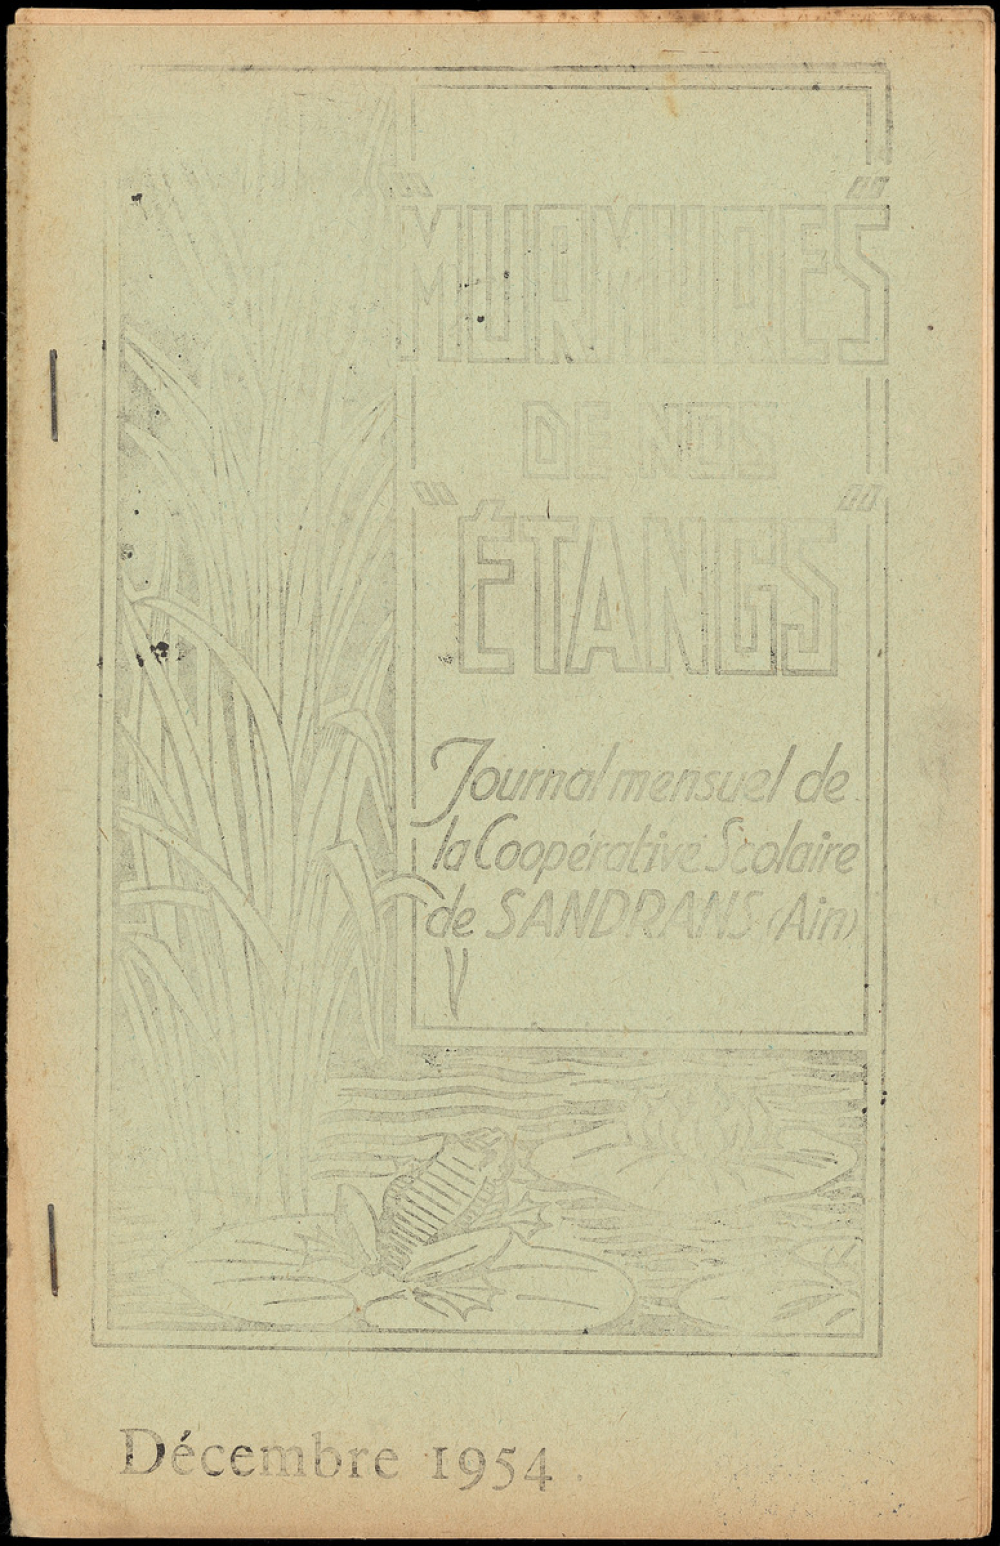 "MURMURES"
DE NOS
"ÉTANGS"
Journal mensuel de
la Coopérative Scolaire
de SANDRANS (Ain)
Décembre 1954.